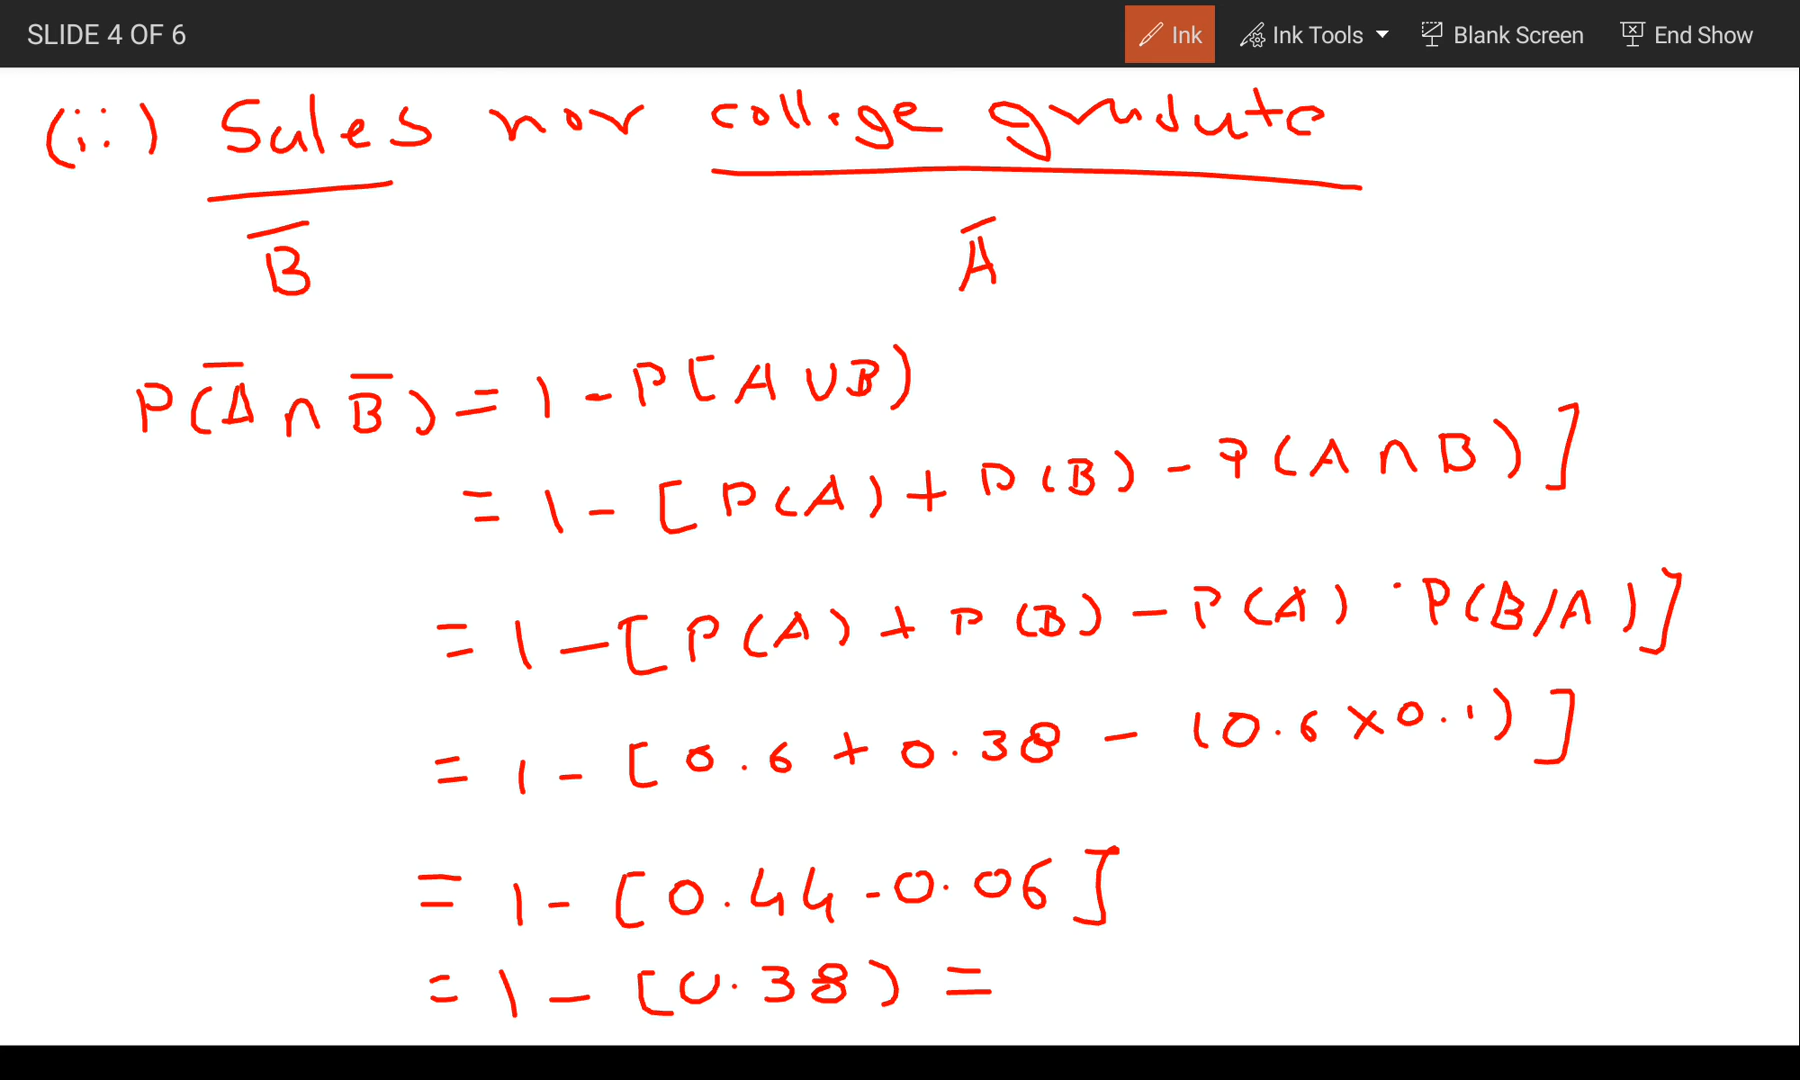 SLIDE 4 OF 6 Ink Ink Tools Blank Screen End Show
(ii) Sales nor college graduate
B̅ A̅
P(A̅ ∩ B̅) = 1 - P[A ∪ B)
= 1 - [P(A) + P(B) - P(A ∩ B)]
= 1 - [P(A) + P(B) - P(A) · P(B/A)]
= 1 - [0.6 + 0.38 - (0.6 × 0.1)]
= 1 - [0.44 - 0.06]
= 1 - [0.38) =